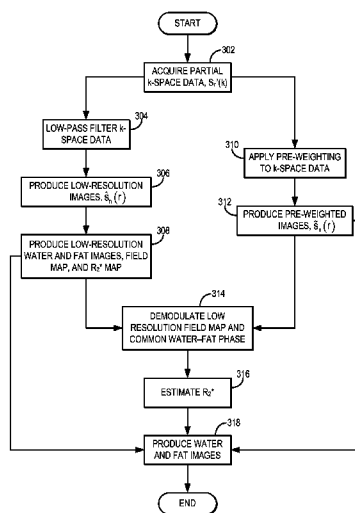 START
302
ACQUIRE PARTIAL
k-SPACE DATA, Sₙ'(k)
304
LOW-PASS FILTER k-
SPACE DATA
310
APPLY PRE-WEIGHTING
TO k-SPACE DATA
306
PRODUCE LOW-RESOLUTION
IMAGES, ŝₙ(r)
312
PRODUCE PRE-WEIGHTED
IMAGES, s̃ₙ(r)
308
PRODUCE LOW-RESOLUTION
WATER AND FAT IMAGES, FIELD
MAP, AND R₂* MAP
314
DEMODULATE LOW
RESOLUTION FIELD MAP AND
COMMON WATER–FAT PHASE
316
ESTIMATE R₂*
318
PRODUCE WATER
AND FAT IMAGES
END